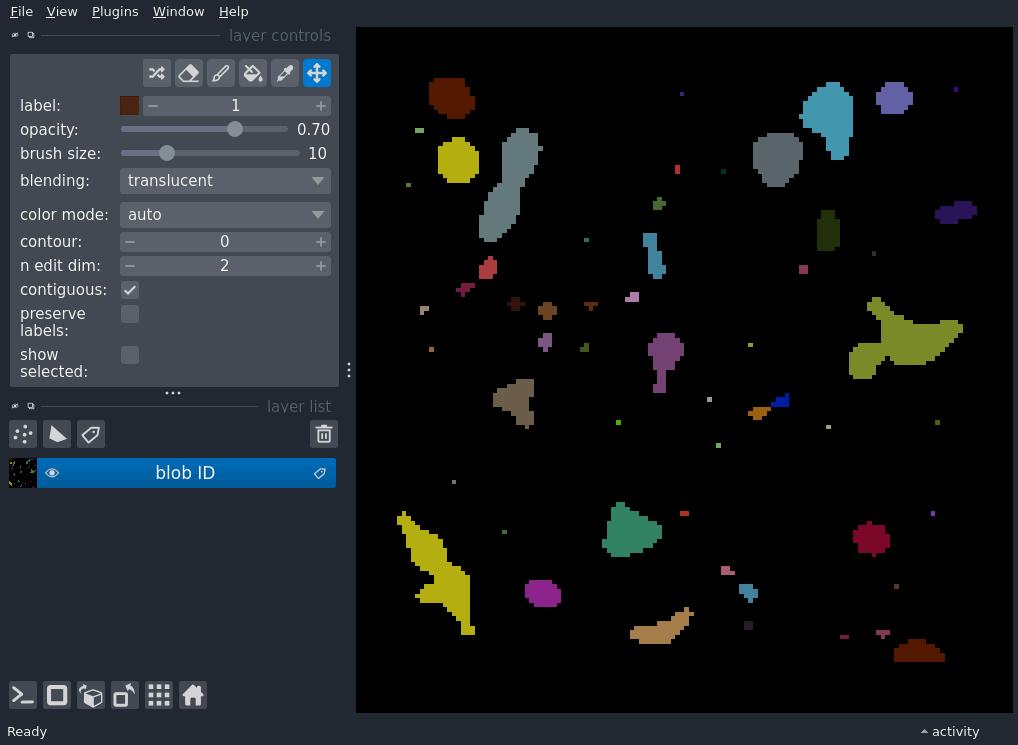 File View Plugins Window Help
layer controls
label: 1
opacity: 0.70
brush size: 10
blending: translucent
color mode: auto
contour: 0
n edit dim: 2
contiguous:
preserve
labels:
show
selected:
layer list
blob ID
Ready
activity